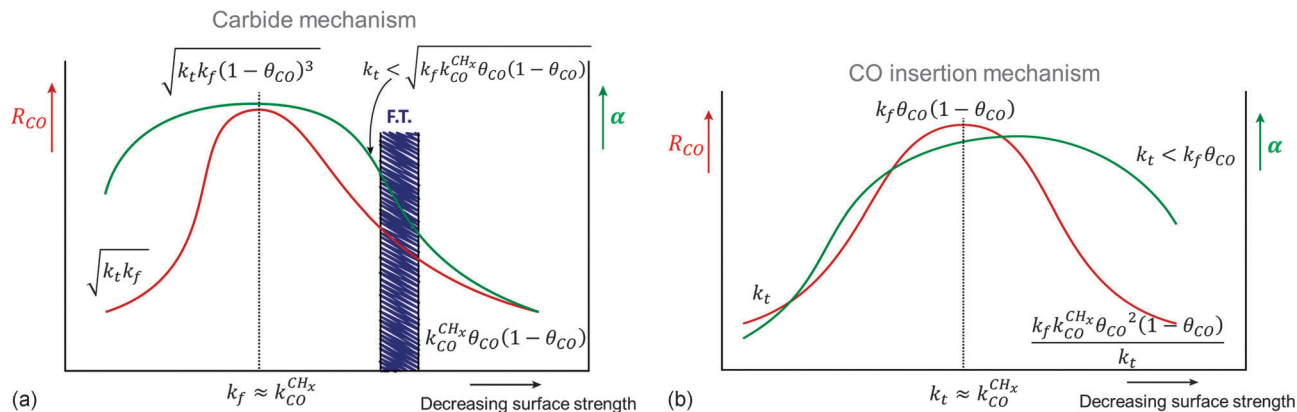 Carbide mechanism
√(k_t k_f (1 − θ_CO)³)
k_t < √(k_f k_CO^CHx θ_CO (1 − θ_CO))
R_CO
F.T.
α
√(k_t k_f)
k_CO^CHx θ_CO (1 − θ_CO)
(a)
k_f ≈ k_CO^CHx
Decreasing surface strength
CO insertion mechanism
k_f θ_CO (1 − θ_CO)
R_CO
α
k_t < k_f θ_CO
k_t
k_f k_CO^CHx θ_CO² (1 − θ_CO)
k_t
(b)
k_t ≈ k_CO^CHx
Decreasing surface strength